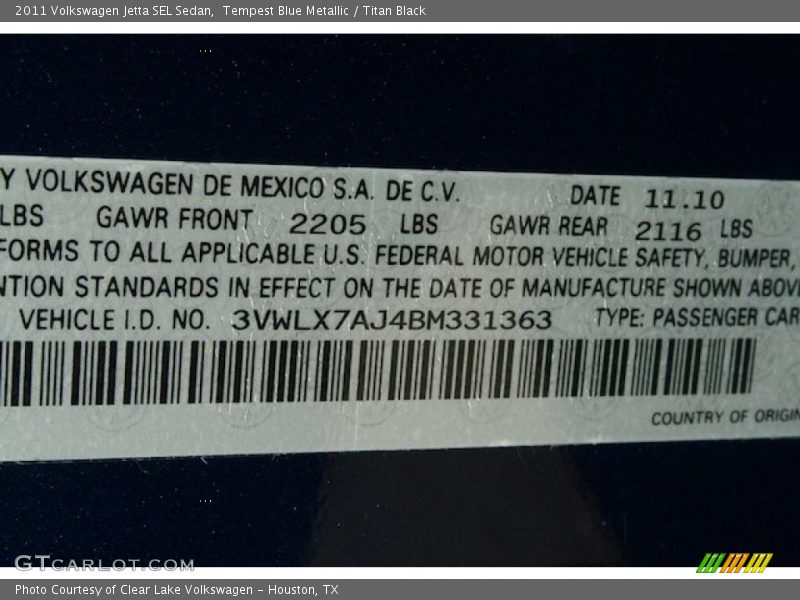 2011 Volkswagen Jetta SEL Sedan, Tempest Blue Metallic / Titan Black
Y VOLKSWAGEN DE MEXICO S.A. DE C.V. DATE 11.10
LBS GAWR FRONT 2205 LBS GAWR REAR 2116 LBS
FORMS TO ALL APPLICABLE U.S. FEDERAL MOTOR VEHICLE SAFETY, BUMPER,
NTION STANDARDS IN EFFECT ON THE DATE OF MANUFACTURE SHOWN ABOVE
VEHICLE I.D. NO. 3VWLX7AJ4BM331363 TYPE: PASSENGER CAR
COUNTRY OF ORIGIN
GTCARLOT.COM
Photo Courtesy of Clear Lake Volkswagen – Houston, TX